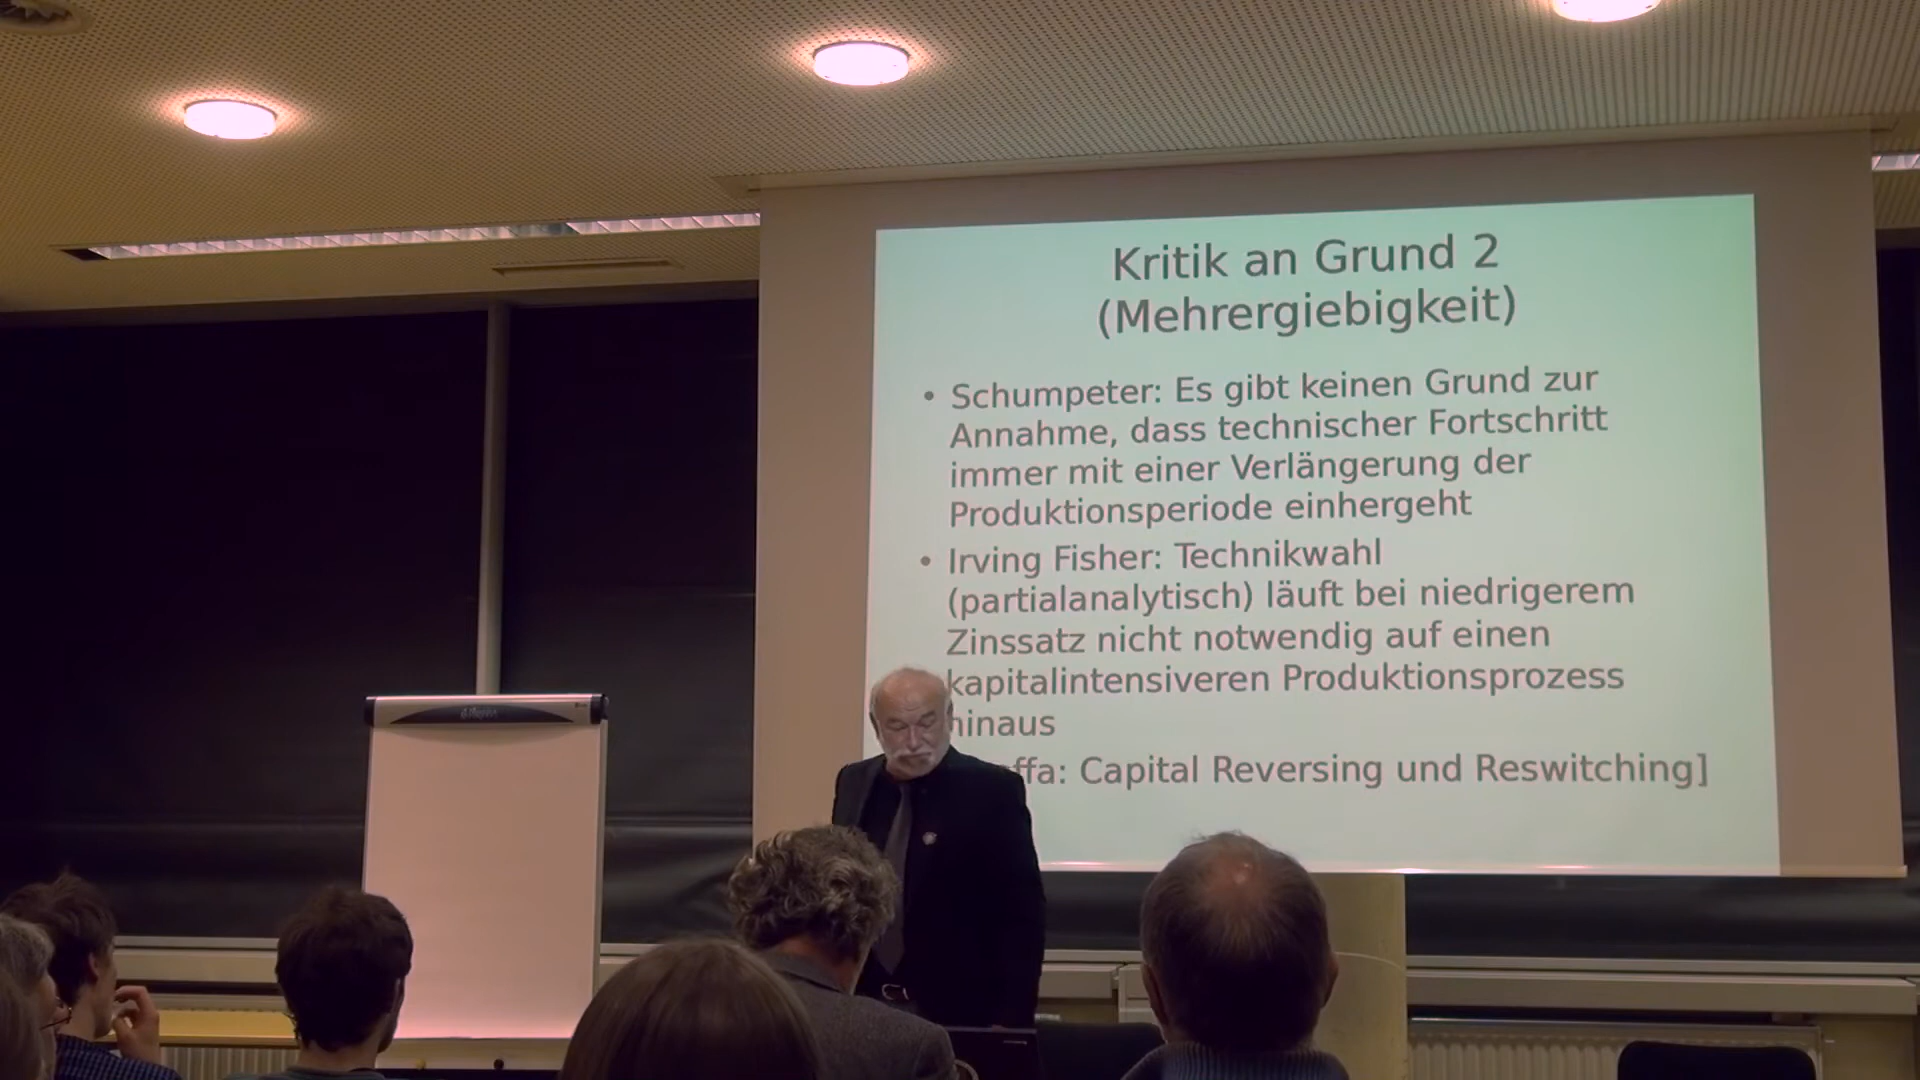 Kritik an Grund 2
(Mehrergiebigkeit)
• Schumpeter: Es gibt keinen Grund zur
Annahme, dass technischer Fortschritt
immer mit einer Verlängerung der
Produktionsperiode einhergeht
• Irving Fisher: Technikwahl
(partialanalytisch) läuft bei niedrigerem
Zinssatz nicht notwendig auf einen
kapitalintensiveren Produktionsprozess
hinaus
ffa: Capital Reversing und Reswitching]